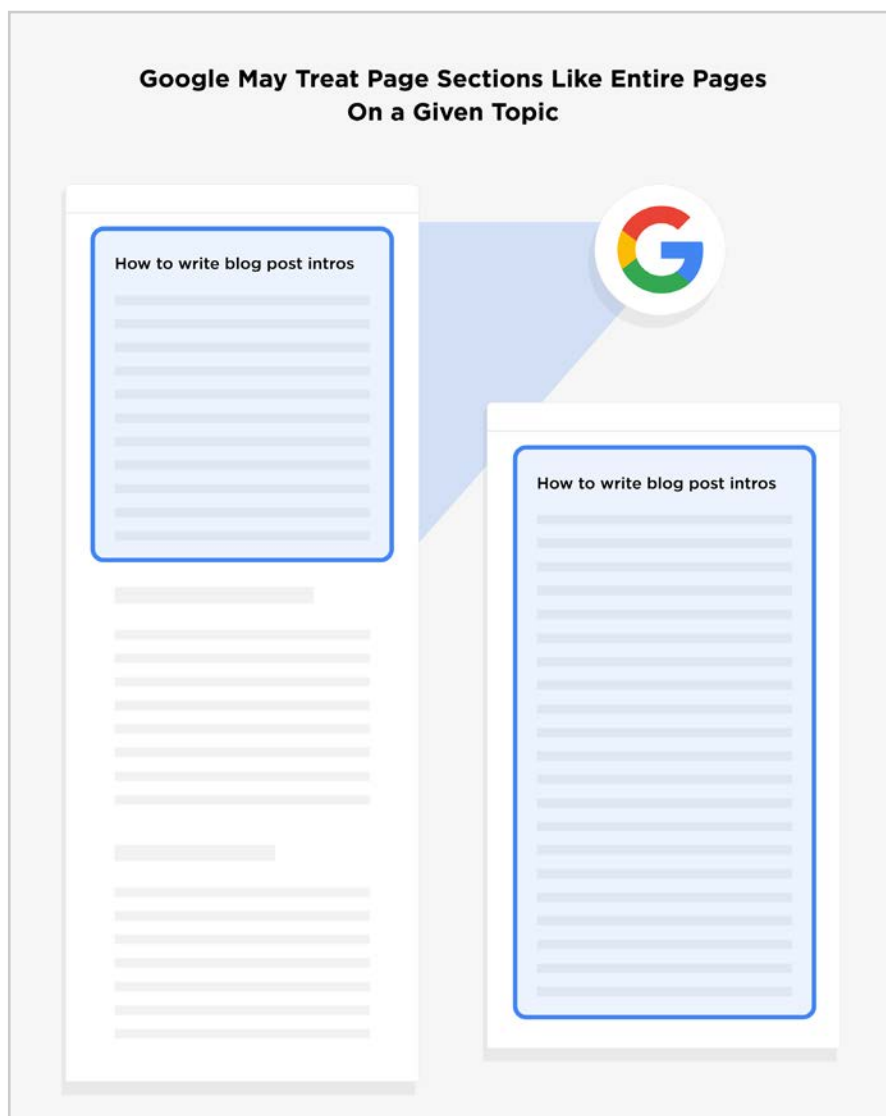 Google May Treat Page Sections Like Entire Pages
On a Given Topic
How to write blog post intros
G
How to write blog post intros